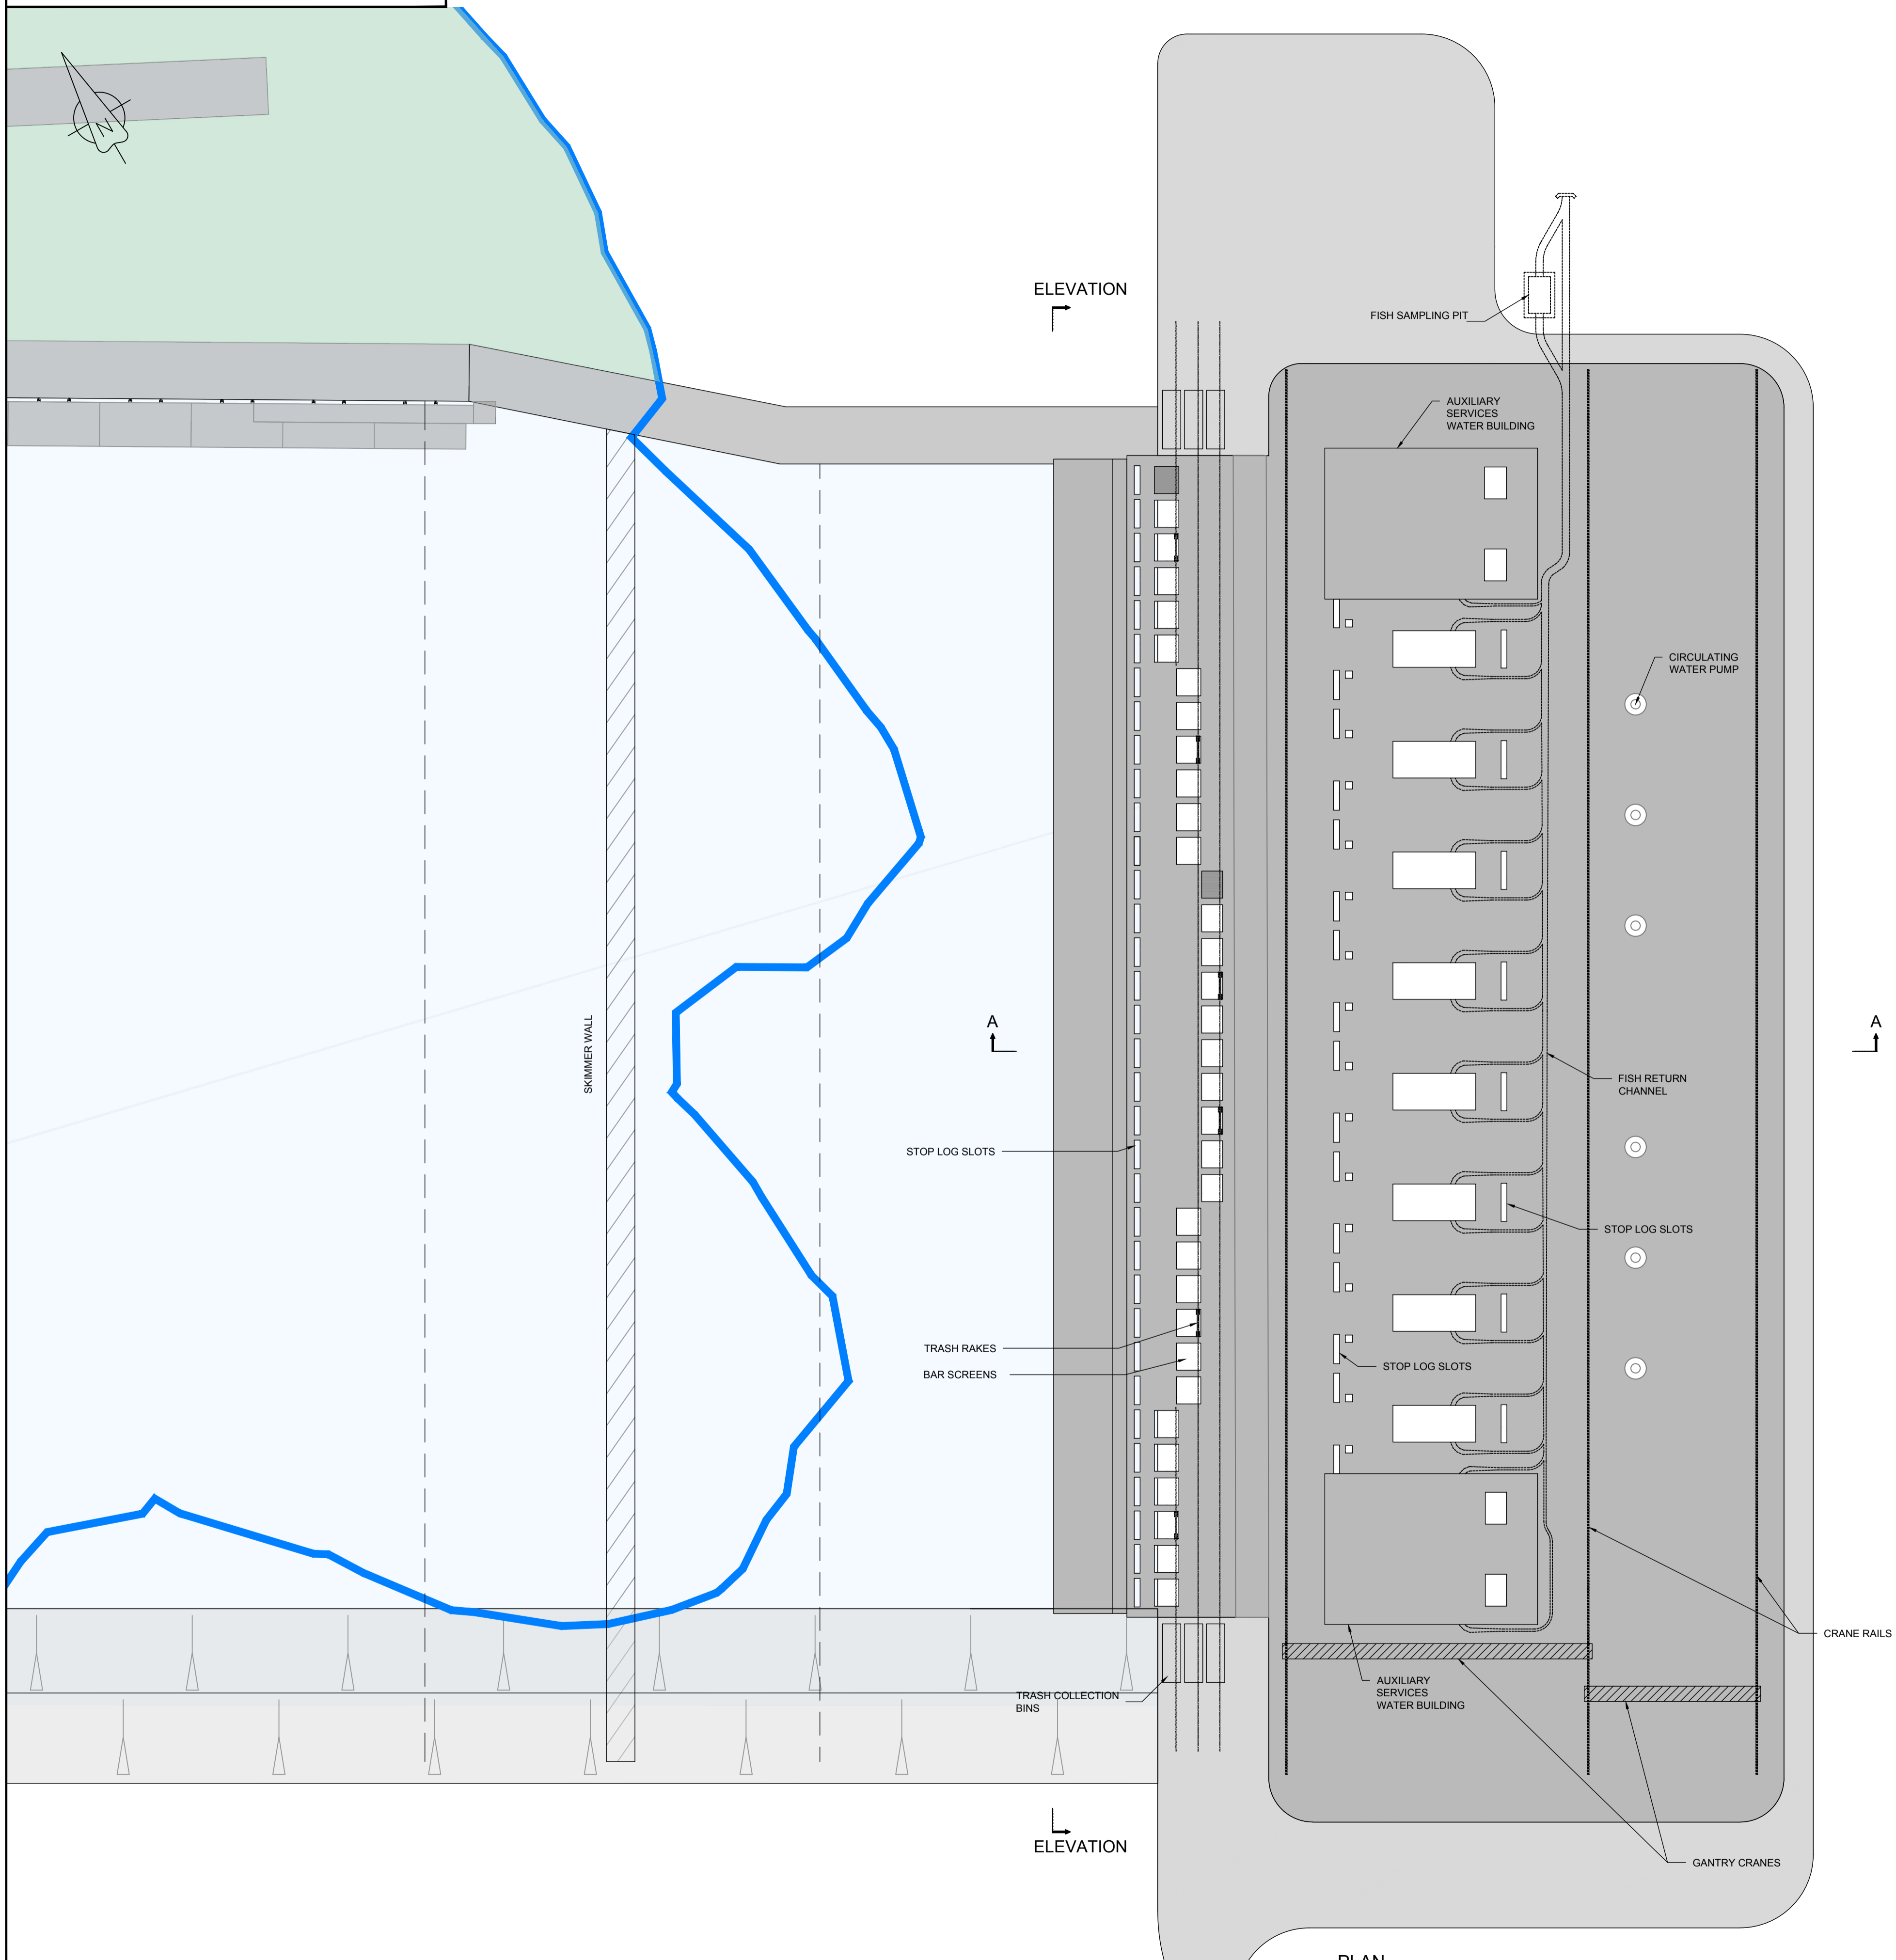 N
ELEVATION
FISH SAMPLING PIT
AUXILIARY
SERVICES
WATER BUILDING
CIRCULATING
WATER PUMP
SKIMMER WALL
A
A
FISH RETURN
CHANNEL
STOP LOG SLOTS
STOP LOG SLOTS
TRASH RAKES
STOP LOG SLOTS
BAR SCREENS
CRANE RAILS
AUXILIARY
SERVICES
WATER BUILDING
TRASH COLLECTION
BINS
ELEVATION
GANTRY CRANES
PLAN